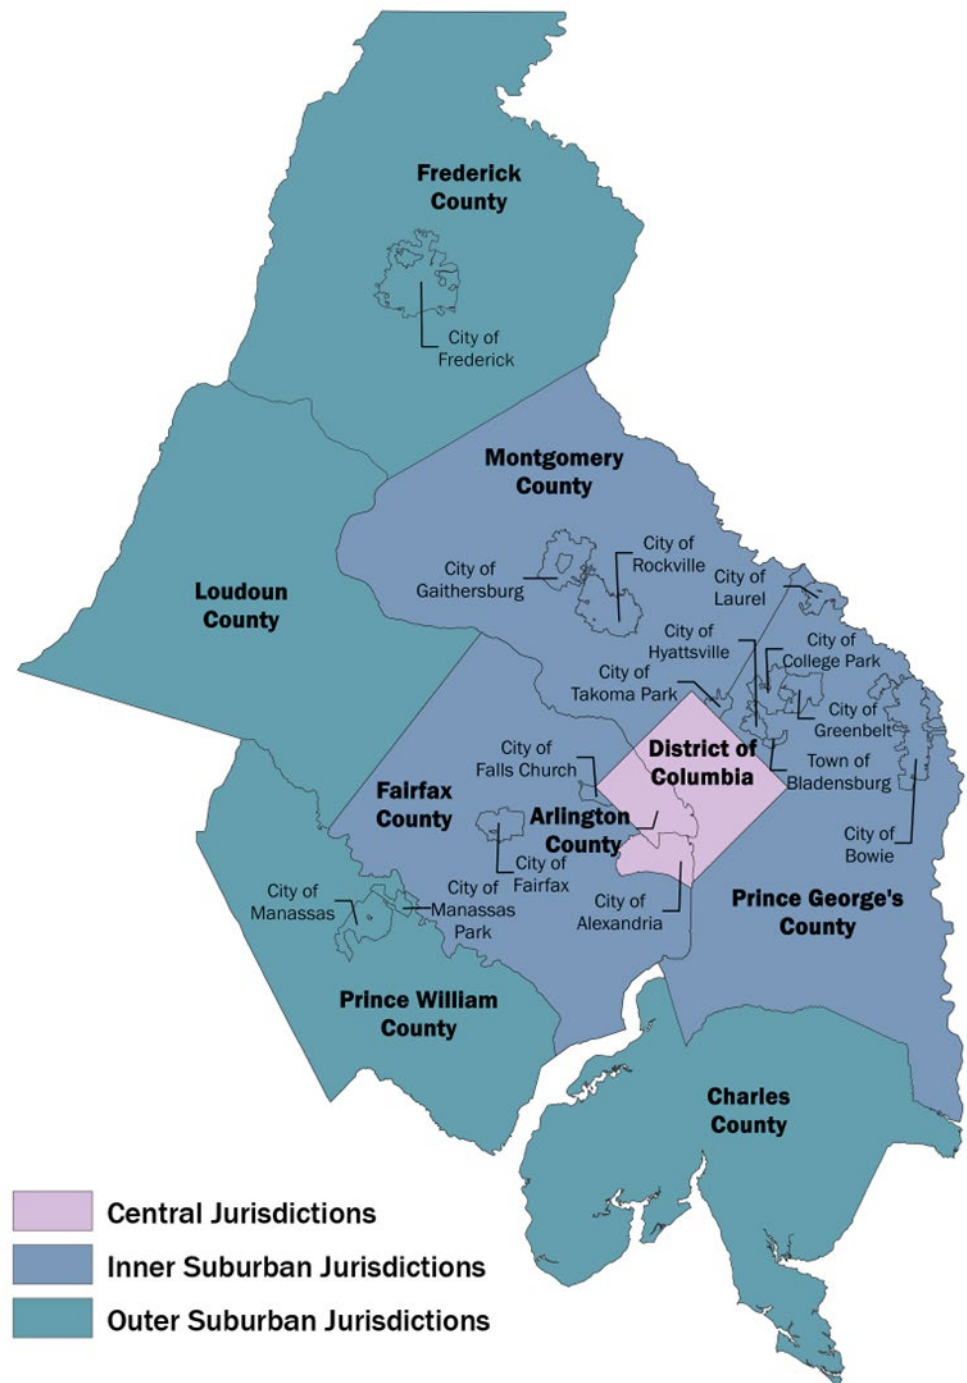 Frederick
County
City of
Frederick
Montgomery
County
City of
Rockville
City of
Gaithersburg
City of
Laurel
Loudoun
County
City of
Hyattsville
City of
College Park
City of
Takoma Park
City of
Greenbelt
District of
Columbia
City of
Falls Church
Town of
Bladensburg
Fairfax
County
Arlington
County
City of
Bowie
City of
Fairfax
City of
Manassas
City of
Manassas
Park
City of
Alexandria
Prince George's
County
Prince William
County
Charles
County
Central Jurisdictions
Inner Suburban Jurisdictions
Outer Suburban Jurisdictions